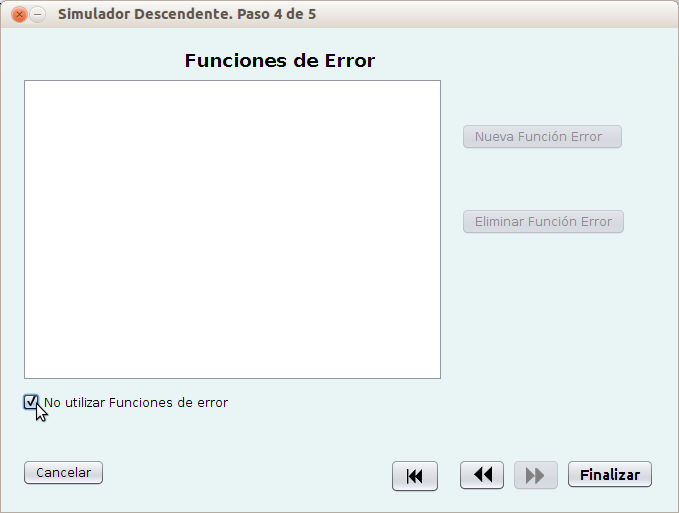 Simulador Descendente. Paso 4 de 5
Funciones de Error
Nueva Función Error
Eliminar Función Error
No utilizar Funciones de error
Cancelar
Finalizar